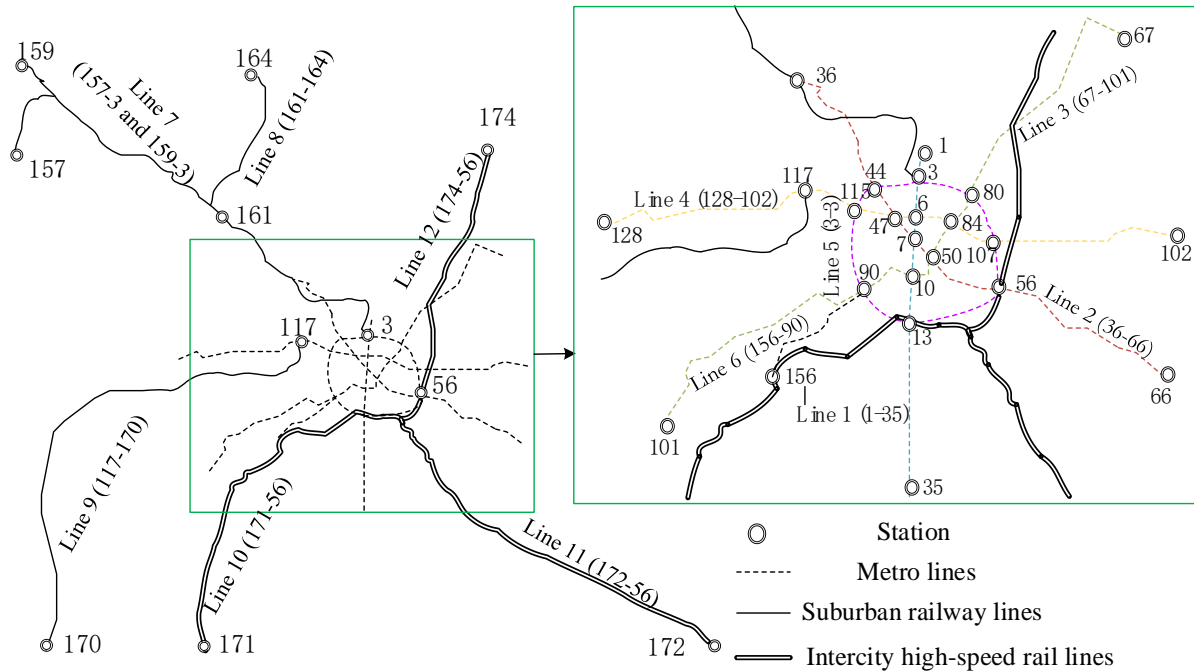 159
164
Line 7
(157-3 and 159-3)
Line 8 (161-164)
174
157
161
Line 12 (174-56)
117
3
56
Line 9 (117-170)
Line 10 (171-56)
Line 11 (172-56)
170
171
172
67
36
Line 3 (67-101)
1
117
44
3
115
80
Line 4 (128-102)
6
47
84
128
7
102
Line 5 (3-3)
50
107
90
10
56
13
Line 2 (36-66)
Line 6 (156-90)
156
66
Line 1 (1-35)
101
35
Station
Metro lines
Suburban railway lines
Intercity high-speed rail lines